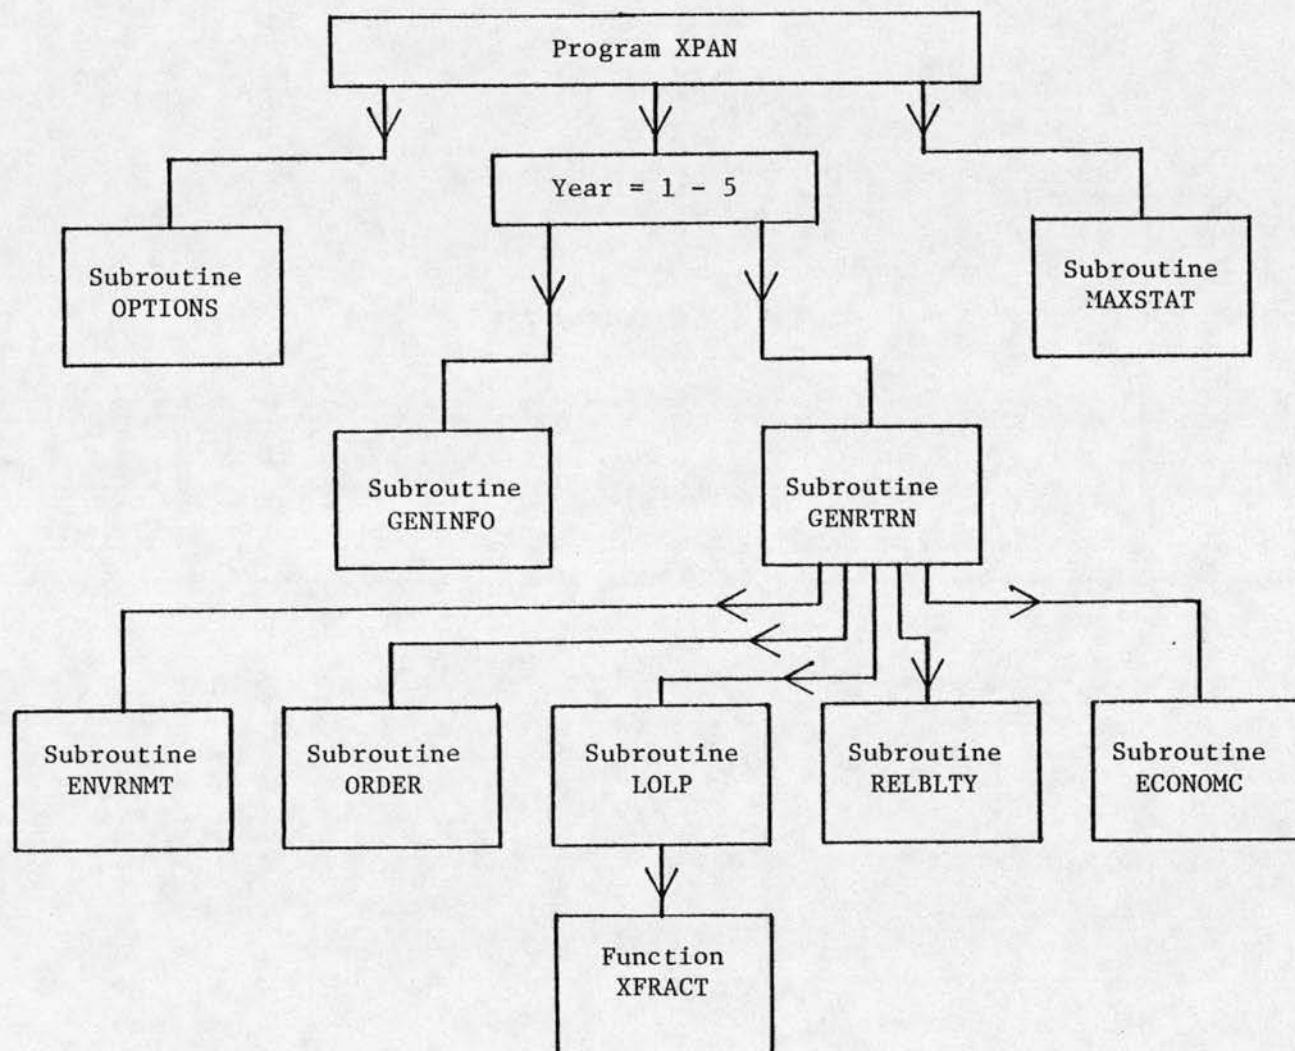 Program XPAN
Year = 1 - 5
Subroutine
OPTIONS
Subroutine
MAXSTAT
Subroutine
GENINFO
Subroutine
GENRTRN
Subroutine
ENVRNMT
Subroutine
ORDER
Subroutine
LOLP
Subroutine
RELBLTY
Subroutine
ECONOMC
Function
XFRACT